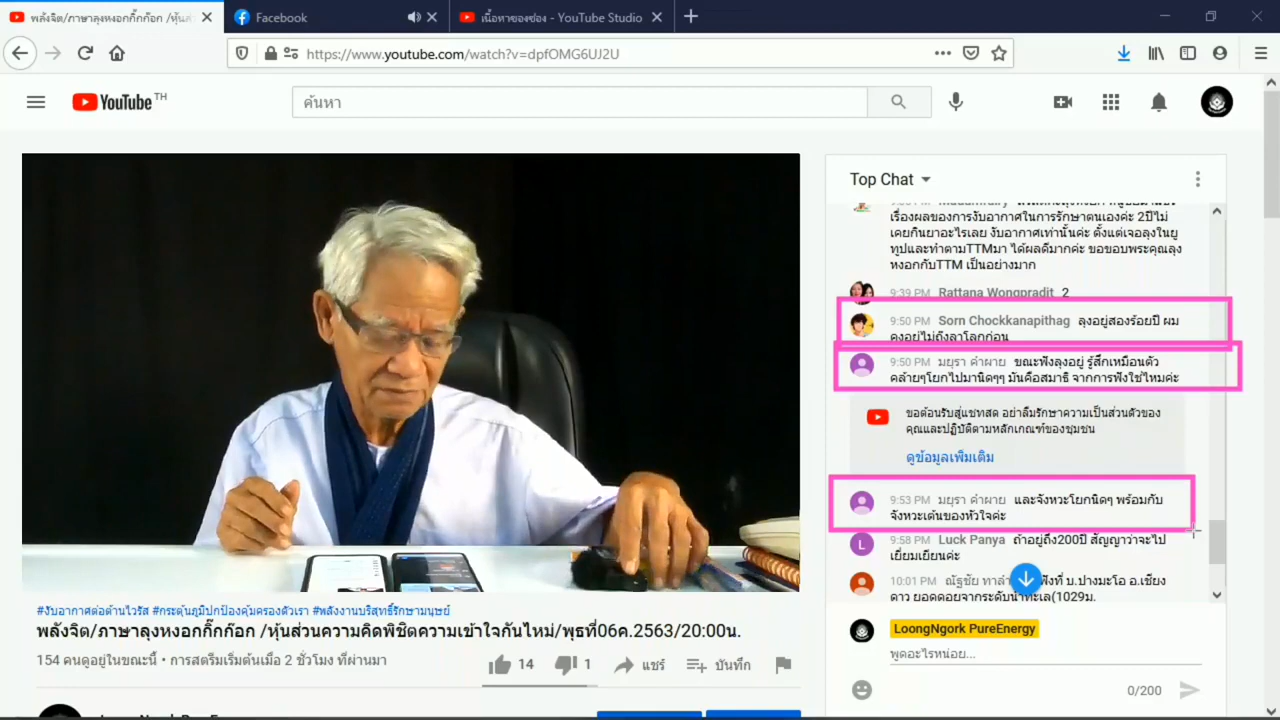 พลังจิต/ภาษาลุงหงอกกิ๊กก๊อก /หุ้นส
Facebook
เนื้อหาของช่อง - YouTube Studio
https://www.youtube.com/watch?v=dpfOMG6UJ2U
YouTube TH
ค้นหา
Top Chat
เรื่องผลของการงับอากาศในการรักษาตนเองค่ะ 2ปีไม่
เคยกินยาอะไรเลย งับอากาศเท่านั้นค่ะ ตั้งแต่เจอลุงในยู
ทูปและทำตามTTMมา ได้ผลดีมากค่ะ ขอขอบพระคุณลุง
หงอกกับTTM เป็นอย่างมาก
9:39 PM Rattana Wongpradit 2
9:50 PM Sorn Chockkanapithag ลุงอยู่สองร้อยปี ผม
คงอยู่ไม่ถึงลาโลกก่อน
9:50 PM มยุรา คำผาย ขณะฟังลุงอยู่ รู้สึกเหมือนตัว
คล้ายๆโยกไปมานิดๆๆ มันคือสมาธิ จากการฟังใช่ไหมค่ะ
ขอต้อนรับสู่แชทสด อย่าลืมรักษาความเป็นส่วนตัวของ
คุณและปฏิบัติตามหลักเกณฑ์ของชุมชน
ดูข้อมูลเพิ่มเติม
9:53 PM มยุรา คำผาย และจังหวะโยกนิดๆ พร้อมกับ
จังหวะเต้นของหัวใจค่ะ
9:58 PM Luck Panya ถ้าอยู่ถึง200ปี สัญญาว่าจะไป
เยี่ยมเยียนค่ะ
L
10:01 PM ณัฐชัย ทาลำ ฟังที่ บ.ปางมะโอ อ.เชียง
ดาว ยอดดอยจากระดับน้ำทะเล(1029ม.
#งับอากาศต่อต้านไวรัส #กระตุ้นภูมิปกป้องคุ้มครองตัวเรา #พลังงานบริสุทธิ์รักษามนุษย์
พลังจิต/ภาษาลุงหงอกกิ๊กก๊อก /หุ้นส่วนความคิดพิชิตความเข้าใจกันไหม่/พุธที่06ค.2563/20:00น.
154 คนดูอยู่ในขณะนี้ • การสตรีมเริ่มต้นเมื่อ 2 ชั่วโมง ที่ผ่านมา
14
1
แชร์
บันทึก
LoongNgork PureEnergy
พูดอะไรหน่อย...
0/200